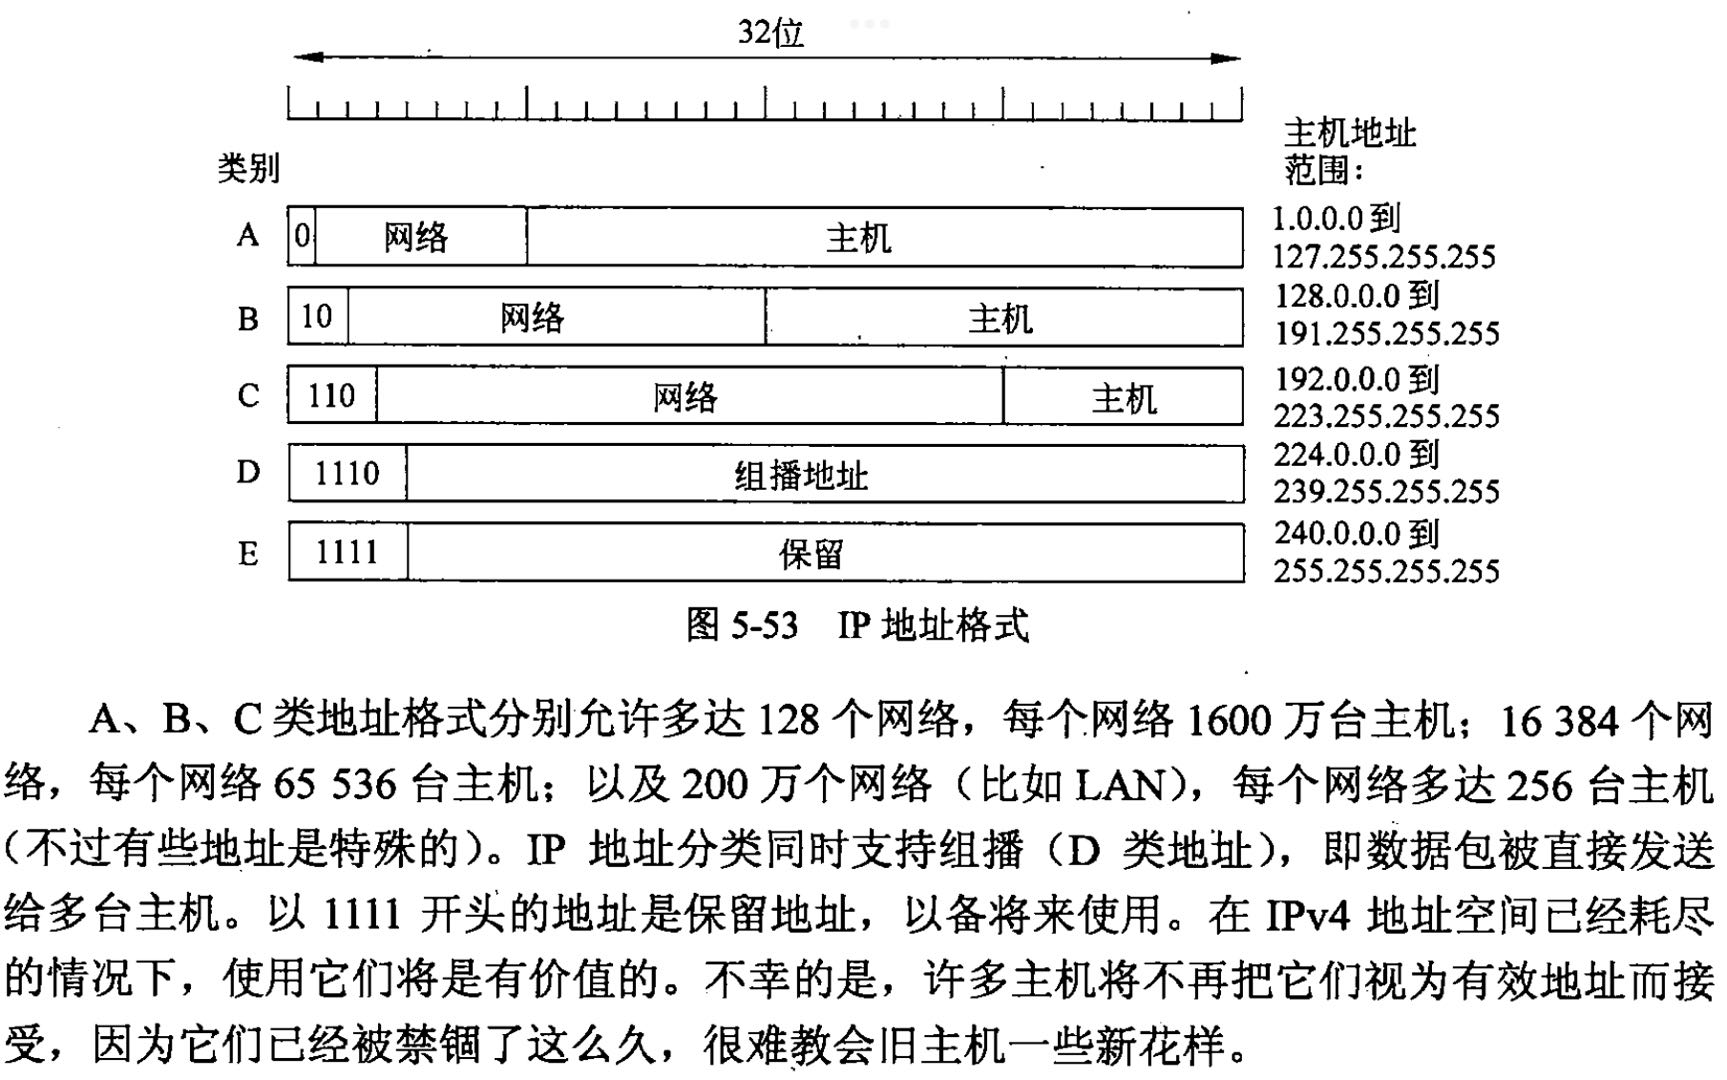 32位
主机地址
范围：
类别
A 0 网络 主机 1.0.0.0 到
127.255.255.255
B 10 网络 主机 128.0.0.0 到
191.255.255.255
C 110 网络 主机 192.0.0.0 到
223.255.255.255
D 1110 组播地址 224.0.0.0 到
239.255.255.255
E 1111 保留 240.0.0.0 到
255.255.255.255
图 5-53 IP 地址格式
A、B、C 类地址格式分别允许多达 128 个网络，每个网络 1600 万台主机；16 384 个网
络，每个网络 65 536 台主机；以及 200 万个网络（比如 LAN），每个网络多达 256 台主机
（不过有些地址是特殊的）。IP 地址分类同时支持组播（D 类地址），即数据包被直接发送
给多台主机。以 1111 开头的地址是保留地址，以备将来使用。在 IPv4 地址空间已经耗尽
的情况下，使用它们将是有价值的。不幸的是，许多主机将不再把它们视为有效地址而接
受，因为它们已经被禁锢了这么久，很难教会旧主机一些新花样。